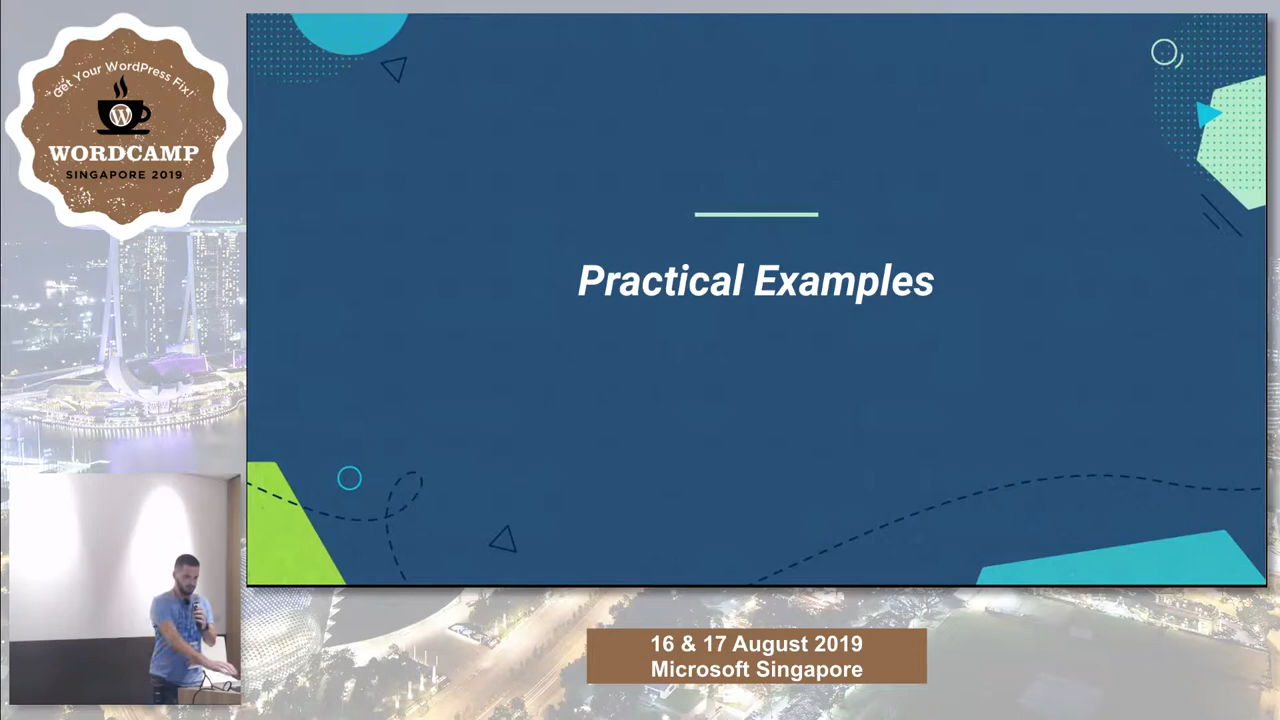 Get Your WordPress Fix!
W
WORDCAMP
SINGAPORE 2019
Practical Examples
16 & 17 August 2019
Microsoft Singapore